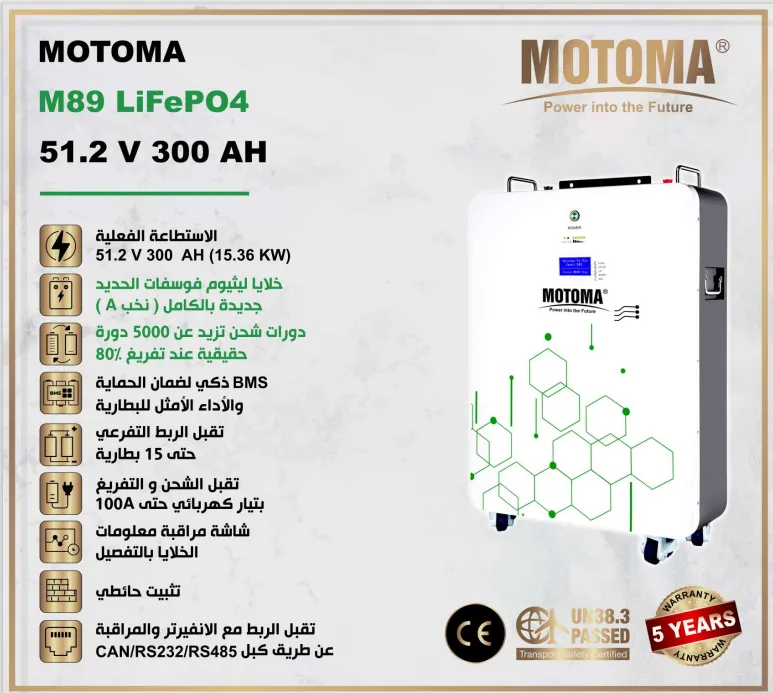 MOTOMA
M89 LiFePO4
51.2 V 300 AH
MOTOMA®
Power into the Future
الاستطاعة الفعلية
51.2 V 300 AH (15.36 KW)
خلايا ليثيوم فوسفات الحديد
جديدة بالكامل ( نخب A )
دورات شحن تزيد عن 5000 دورة
حقيقية عند تفريغ 80%
BMS ذكي لضمان الحماية
والأداء الأمثل للبطارية
تقبل الربط التفرعي
حتى 15 بطارية
تقبل الشحن و التفريغ
بتيار كهربائي حتى 100A
شاشة مراقبة معلومات
الخلايا بالتفصيل
تثبيت حائطي
تقبل الربط مع الانفيرتر والمراقبة
عن طريق كبل CAN/RS232/RS485
BMS
POWER
MOTOMA®
Power into the Future
CE
UN38.3
PASSED
Transport Safety Certified
WARRANTY
5 YEARS
WARRANTY